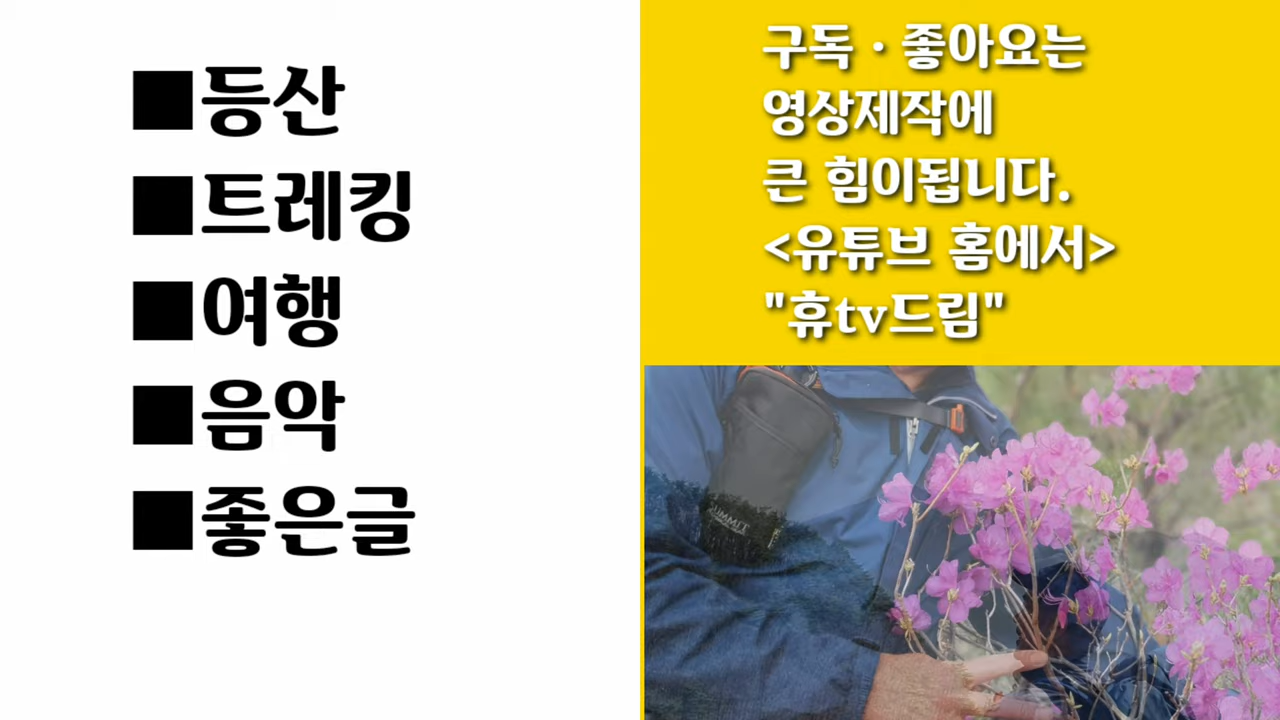 ■등산
■트레킹
■여행
■음악
■좋은글
구독 · 좋아요는
영상제작에
큰 힘이됩니다.
<유튜브 홈에서>
"휴tv드림"
SUMMIT